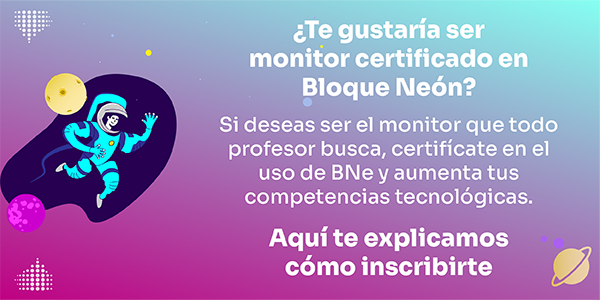 ¿Te gustaría ser
monitor certificado en
Bloque Neón?
Si deseas ser el monitor que todo
profesor busca, certifícate en el
uso de BNe y aumenta tus
competencias tecnológicas.
Aquí te explicamos
cómo inscribirte